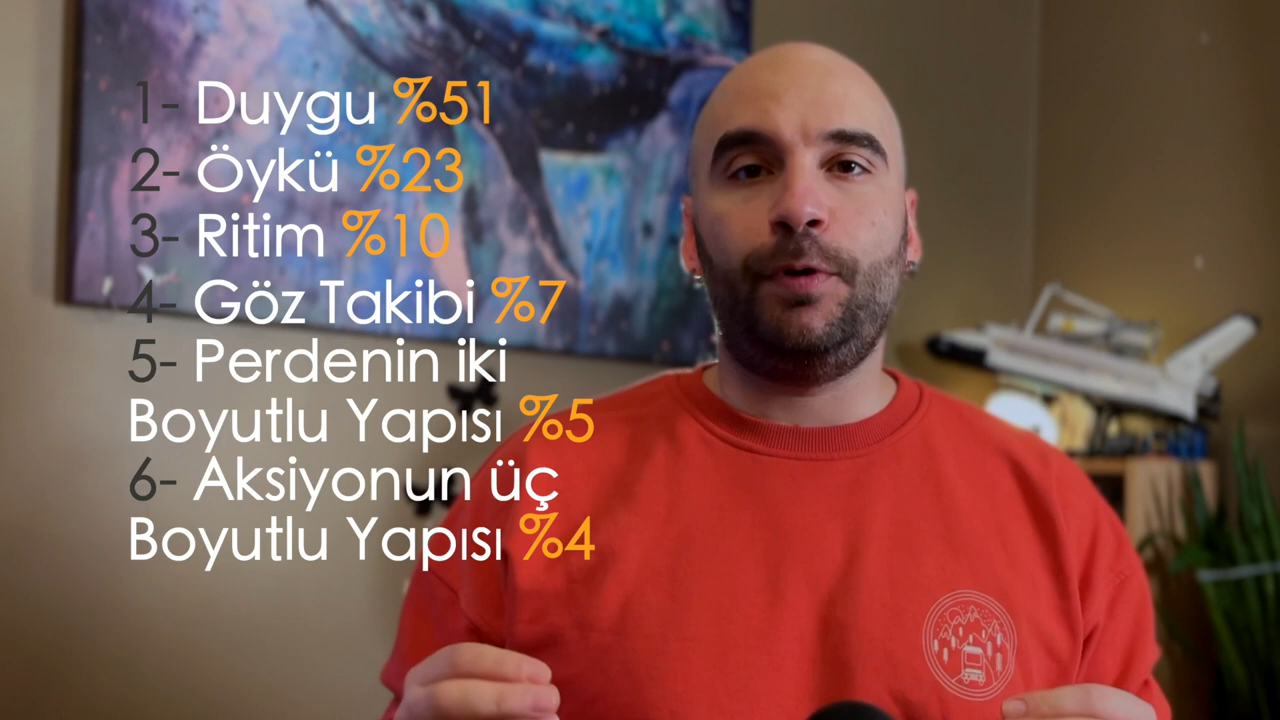 1- Duygu %51
2- Öykü %23
3- Ritim %10
4- Göz Takibi %7
5- Perdenin iki
Boyutlu Yapısı %5
6- Aksiyonun üç
Boyutlu Yapısı %4